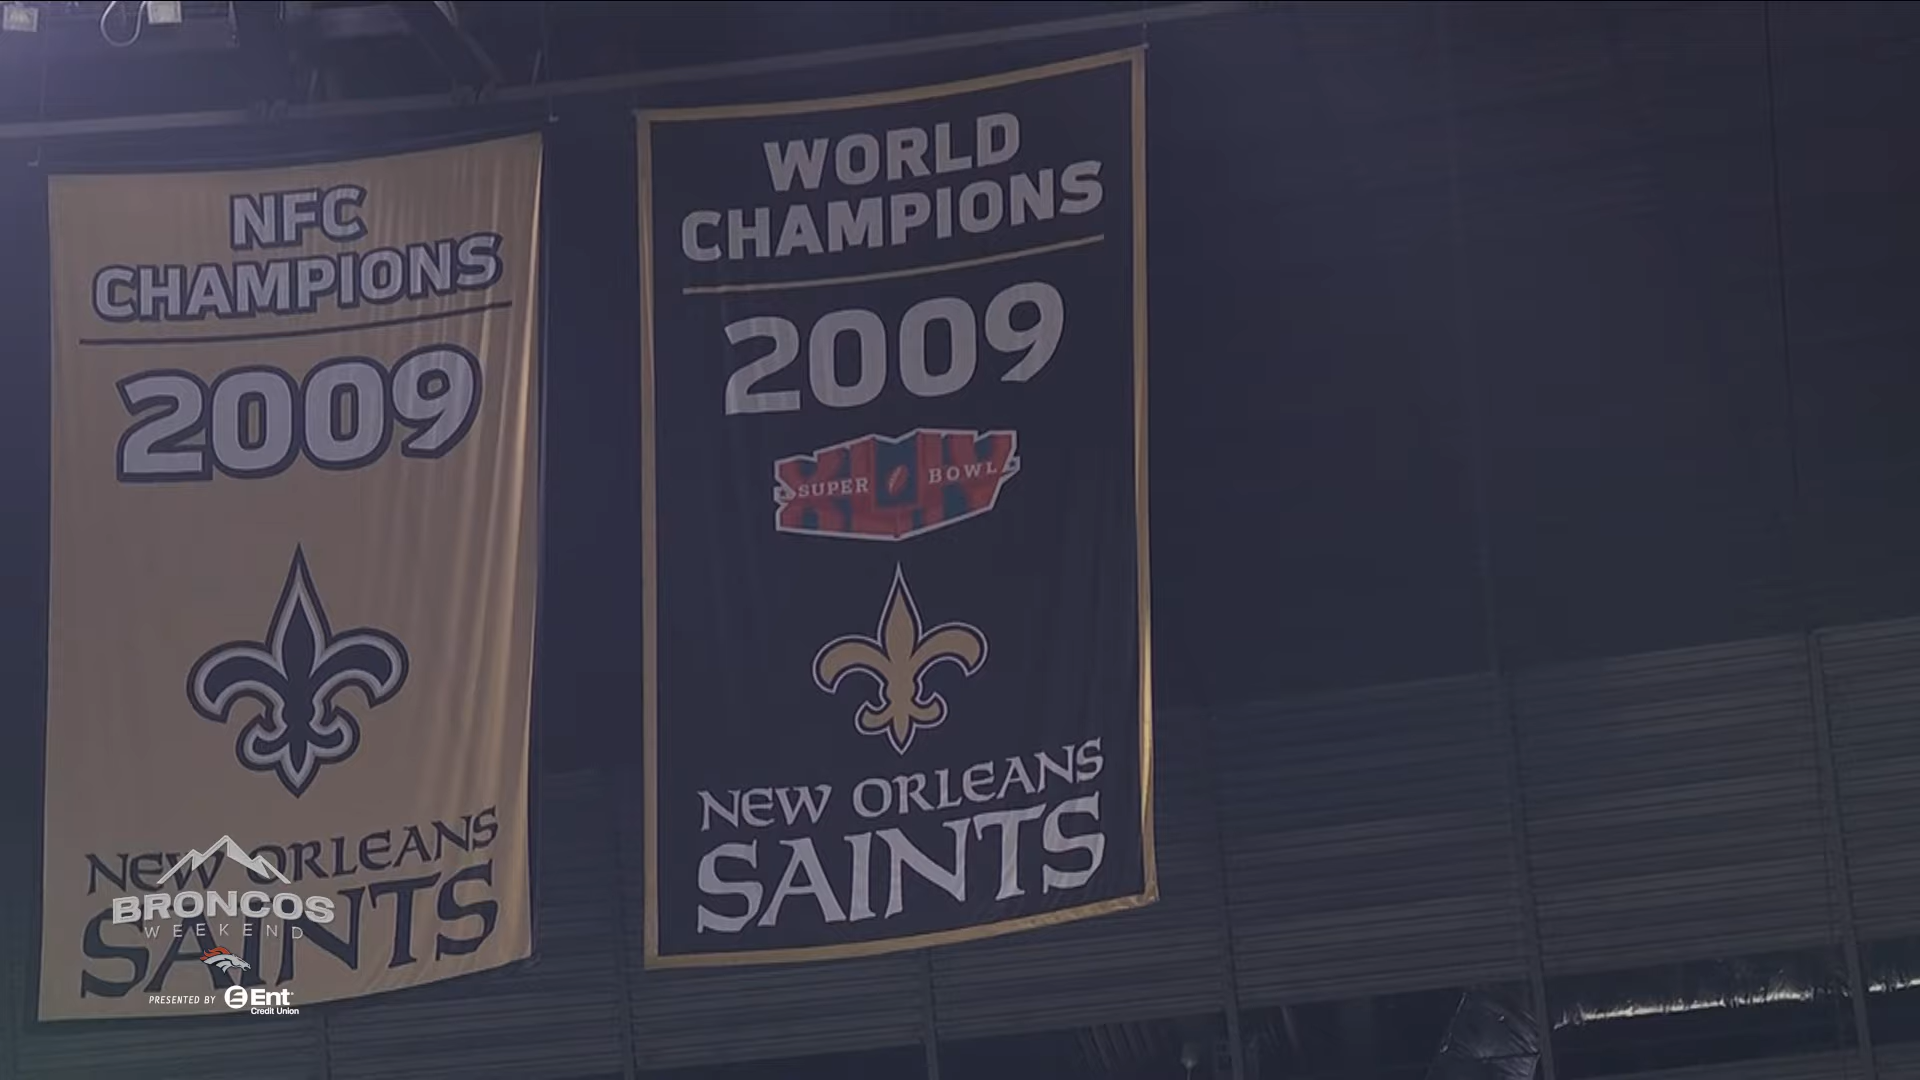 NFC
CHAMPIONS
2009
NEW ORLEANS
SAINTS
WORLD
CHAMPIONS
2009
XLIV
SUPER BOWL
NEW ORLEANS
SAINTS
BRONCOS
WEEKEND
PRESENTED BY Ent
Credit Union